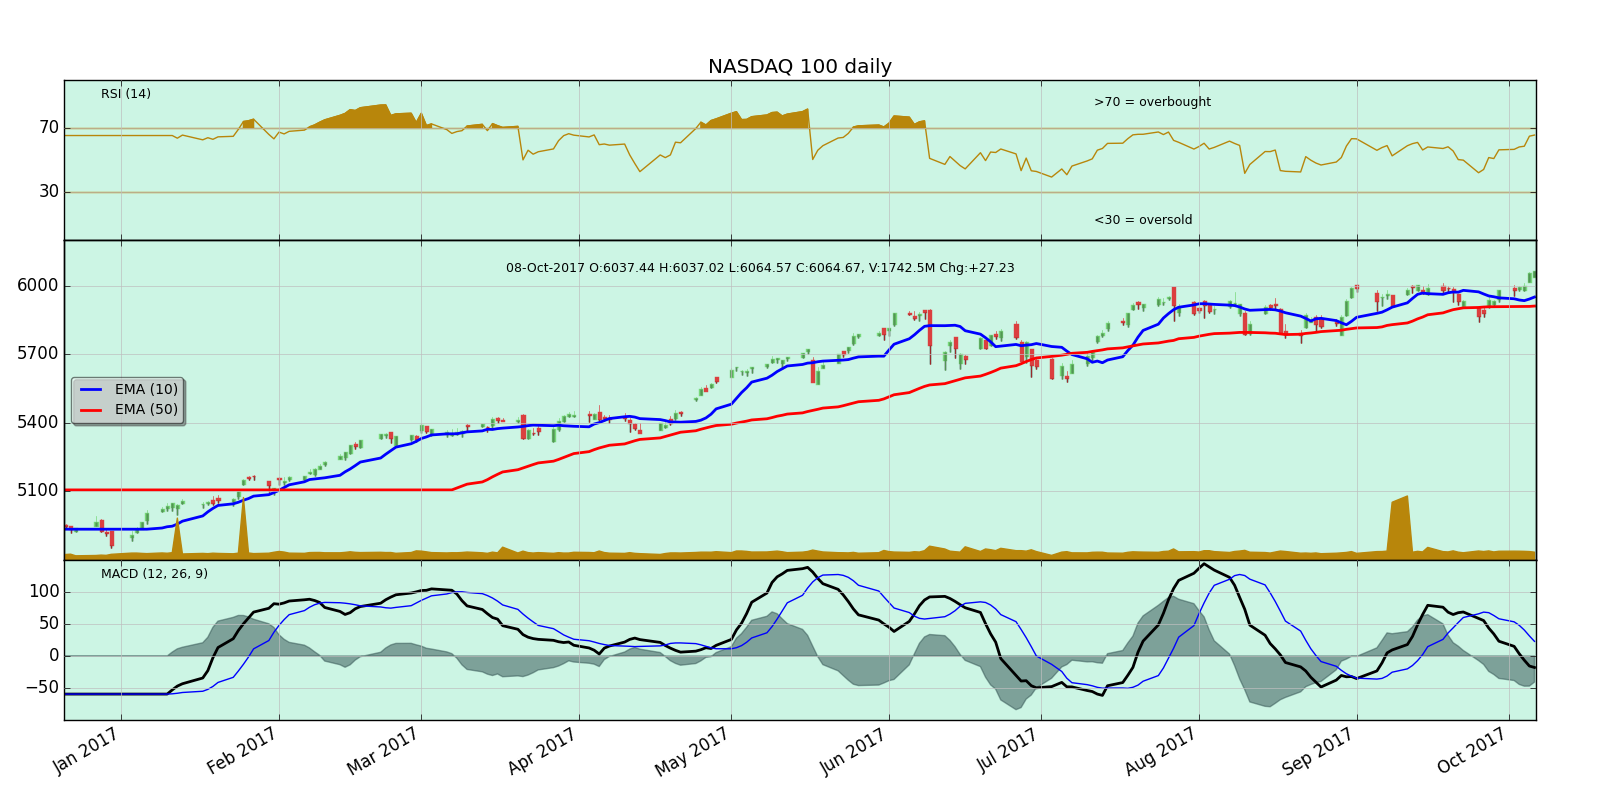 NASDAQ 100 daily
RSI (14)
>70 = overbought
70
30
<30 = oversold
08-Oct-2017 O:6037.44 H:6037.02 L:6064.57 C:6064.67, V:1742.5M Chg:+27.23
6000
5700
EMA (10)
EMA (50)
5400
5100
MACD (12, 26, 9)
100
50
0
−50
Jan 2017 Feb 2017 Mar 2017 Apr 2017 May 2017 Jun 2017 Jul 2017 Aug 2017 Sep 2017 Oct 2017